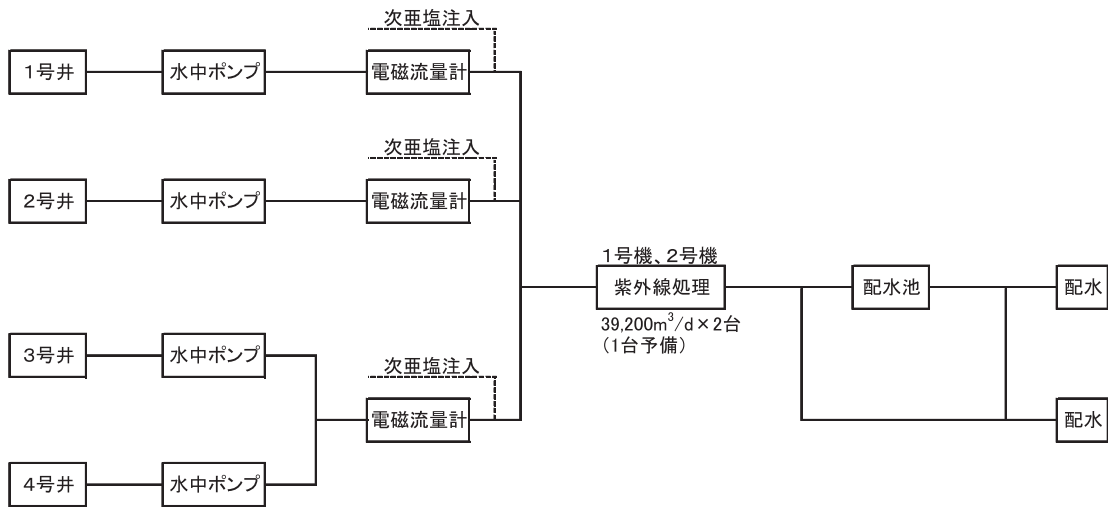 次亜塩注入
1号井
水中ポンプ
電磁流量計
次亜塩注入
2号井
水中ポンプ
電磁流量計
1号機、2号機
紫外線処理
39,200m³/d×2台
(1台予備)
配水池
配水
3号井
水中ポンプ
次亜塩注入
電磁流量計
配水
4号井
水中ポンプ